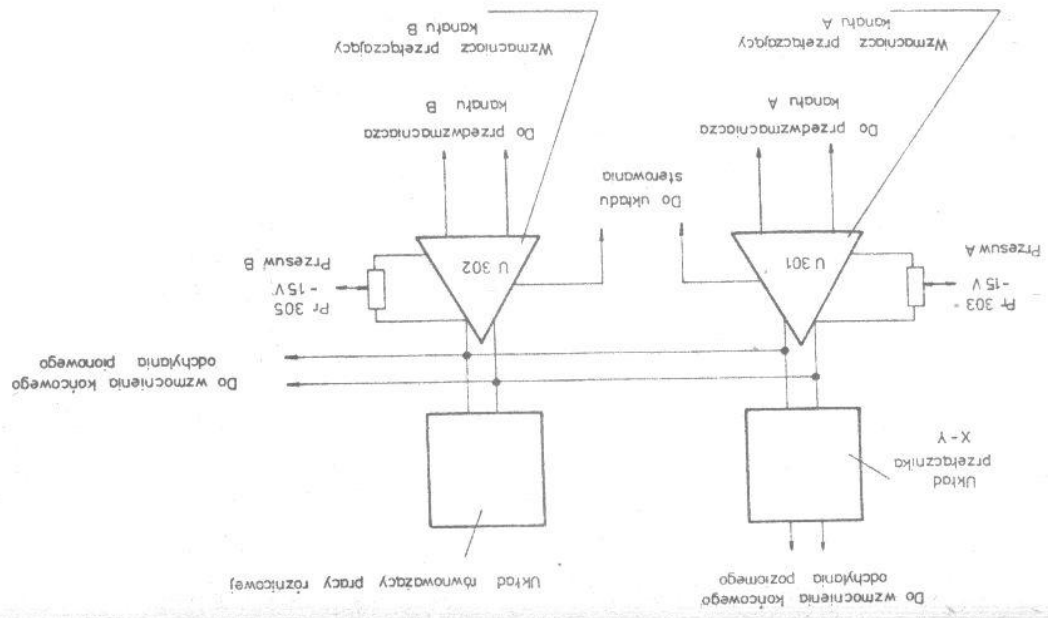 Do wzmocnienia końcowego
odchylania poziomego
Układ równoważący pracy różnicowej
Układ
przełącznika
X-Y
Do wzmocnienia końcowego
odchylania pionowego
Pr 303 -
-15V
Przesuw A
U 301
Pr 305
-15V
Przesuw B
U 302
Do układu
sterowania
Do przedwzmacniacza
kanału A
Do przedwzmacniacza
kanału B
Wzmacniacz przełączający
kanału A
Wzmacniacz przełączający
kanału B